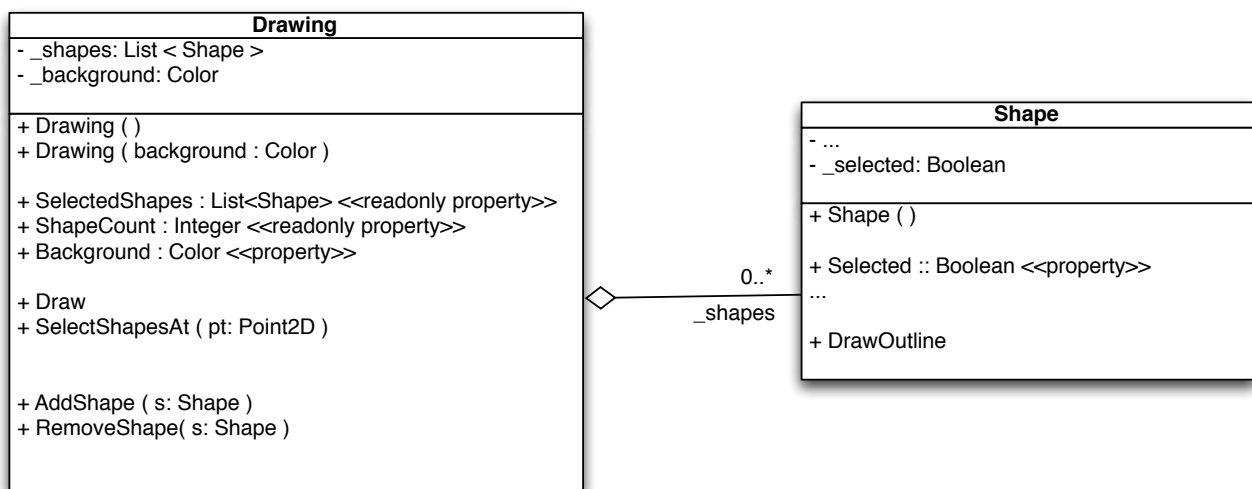 Drawing
- _shapes: List < Shape >
- _background: Color
+ Drawing ( )
+ Drawing ( background : Color )
+ SelectedShapes : List<Shape> <<readonly property>>
+ ShapeCount : Integer <<readonly property>>
+ Background : Color <<property>>
+ Draw
+ SelectShapesAt ( pt: Point2D )
+ AddShape ( s: Shape )
+ RemoveShape( s: Shape )
0..*
_shapes
Shape
- ...
- _selected: Boolean
+ Shape ( )
+ Selected :: Boolean <<property>>
...
+ DrawOutline